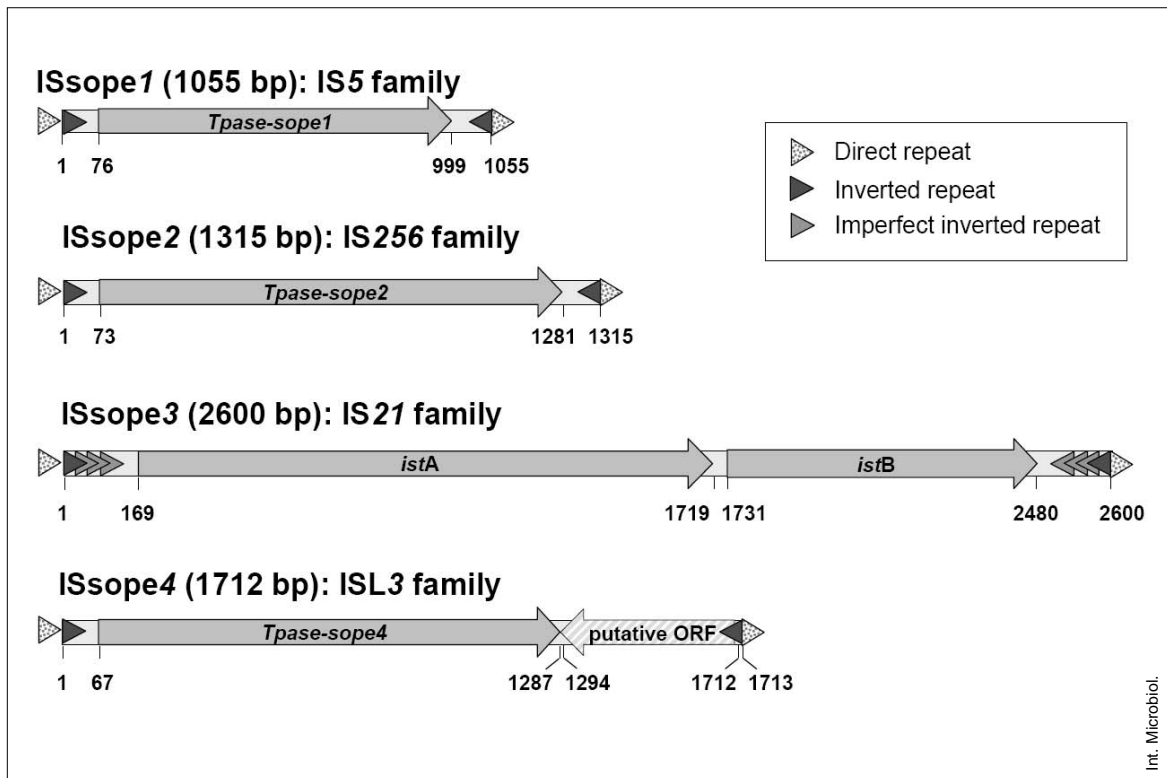 ISsope1 (1055 bp): IS5 family
Tpase-sope1
1 76 999 1055
Direct repeat
Inverted repeat
Imperfect inverted repeat
ISsope2 (1315 bp): IS256 family
Tpase-sope2
1 73 1281 1315
ISsope3 (2600 bp): IS21 family
istA istB
1 169 1719 1731 2480 2600
ISsope4 (1712 bp): ISL3 family
Tpase-sope4 putative ORF
1 67 1287 1294 1712 1713
Int. Microbiol.